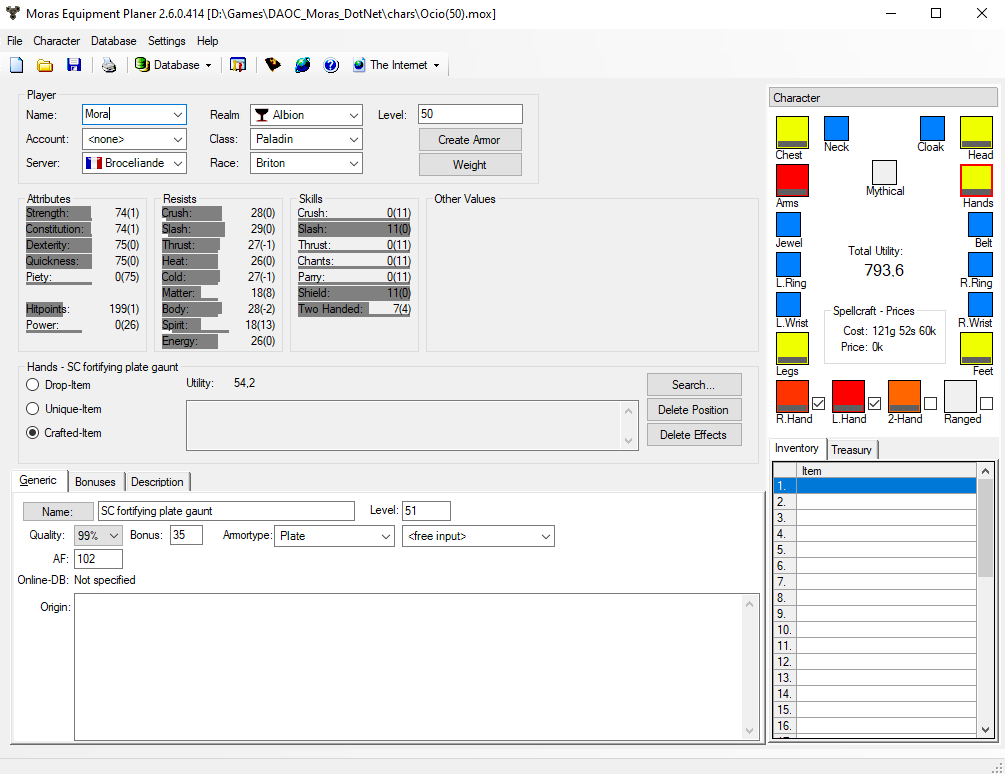 Moras Equipment Planer 2.6.0.414 [D:\Games\DAOC_Moras_DotNet\chars\Ocio(50).mox]
File Character Database Settings Help
Database The Internet
Player
Name: Mora Realm Albion Level: 50
Account: <none> Class: Paladin Create Armor
Server: Broceliande Race: Briton Weight
Attributes
Strength: 74(1)
Constitution: 74(1)
Dexterity: 75(0)
Quickness: 75(0)
Piety: 0(75)
Hitpoints: 199(1)
Power: 0(26)
Resists
Crush: 28(0)
Slash: 29(0)
Thrust: 27(-1)
Heat: 26(0)
Cold: 27(-1)
Matter: 18(8)
Body: 28(-2)
Spirit: 18(13)
Energy: 26(0)
Skills
Crush: 0(11)
Slash: 11(0)
Thrust: 0(11)
Chants: 0(11)
Parry: 0(11)
Shield: 11(0)
Two Handed: 7(4)
Other Values
Hands - SC fortifying plate gaunt
Drop-Item Utility: 54,2 Search...
Unique-Item Delete Position
Crafted-Item Delete Effects
Generic Bonuses Description
Name: SC fortifying plate gaunt Level: 51
Quality: 99% Bonus: 35 Armortype: Plate <free input>
AF: 102
Online-DB: Not specified
Origin:
Character
Chest Neck Cloak Head
Arms Mythical Hands
Jewel Belt
Total Utility:
793,6
L.Ring R.Ring
L.Wrist R.Wrist
Spellcraft - Prices
Cost: 121g 52s 60k
Price: 0k
Legs Feet
R.Hand L.Hand 2-Hand Ranged
Inventory Treasury
Item
1.
2.
3.
4.
5.
6.
7.
8.
9.
10.
11.
12.
13.
14.
15.
16.